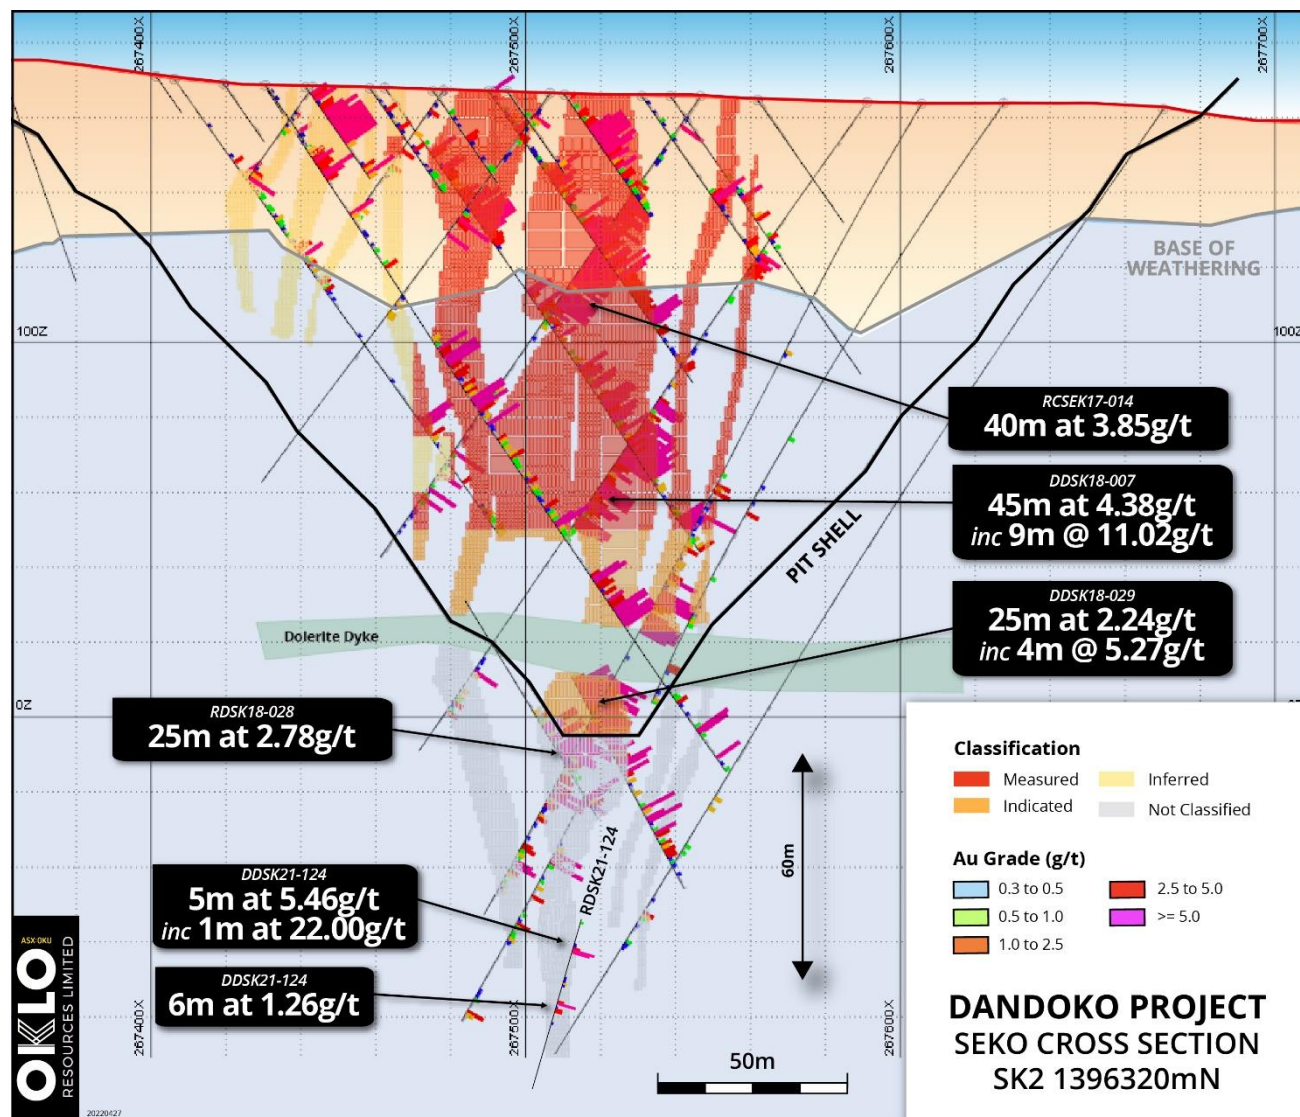 267400X
267500X
267600X
267700X
BASE OF
WEATHERING
100Z
100Z
RCSEK17-014
40m at 3.85g/t
DDSK18-007
45m at 4.38g/t
inc 9m @ 11.02g/t
PIT SHELL
DDSK18-029
25m at 2.24g/t
inc 4m @ 5.27g/t
Dolerite Dyke
0Z
RDSK18-028
25m at 2.78g/t
Classification
Measured
Inferred
Indicated
Not Classified
60m
RDSK21-124
Au Grade (g/t)
0.3 to 0.5
2.5 to 5.0
0.5 to 1.0
>= 5.0
1.0 to 2.5
DDSK21-124
5m at 5.46g/t
inc 1m at 22.00g/t
DDSK21-124
6m at 1.26g/t
ASX:OKU
OKLO
RESOURCES LIMITED
267400X
267500X
267600X
50m
DANDOKO PROJECT
SEKO CROSS SECTION
SK2 1396320mN
20220427